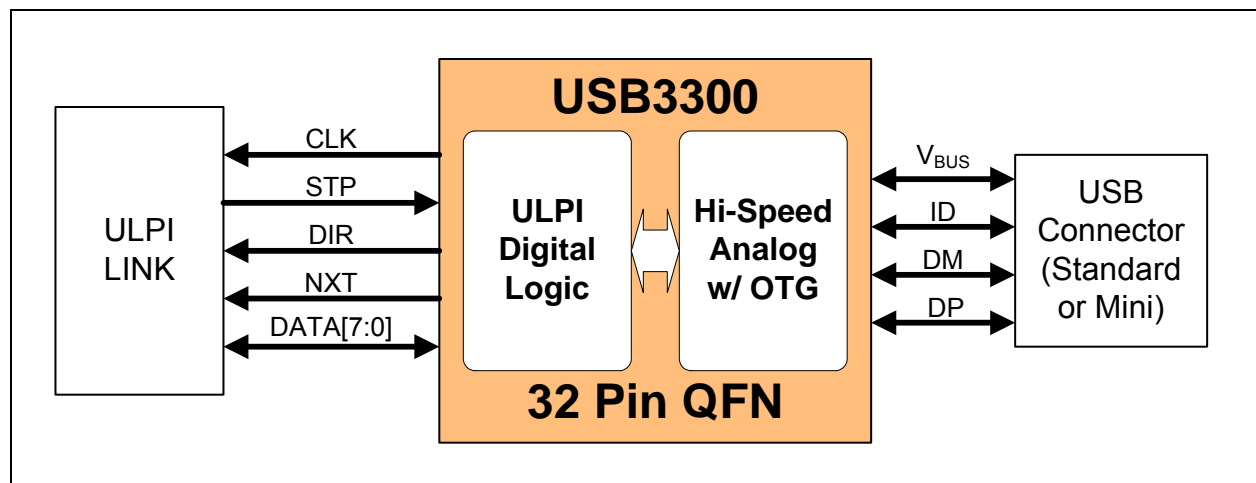 USB3300
ULPI
LINK
CLK
STP
DIR
NXT
DATA[7:0]
ULPI
Digital
Logic
Hi-Speed
Analog
w/ OTG
VBUS
ID
DM
DP
USB
Connector
(Standard
or Mini)
32 Pin QFN